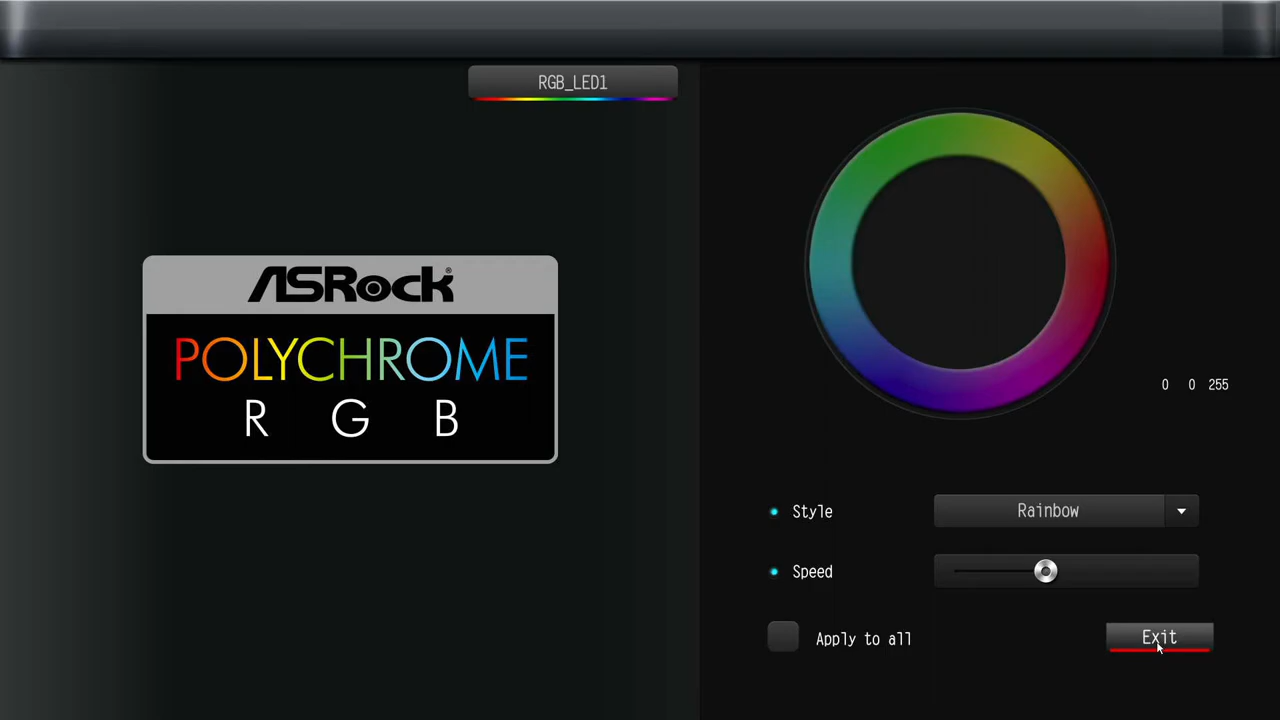 RGB_LED1
ASRock®
POLYCHROME
R G B
0 0 255
Style
Rainbow
Speed
Apply to all
Exit